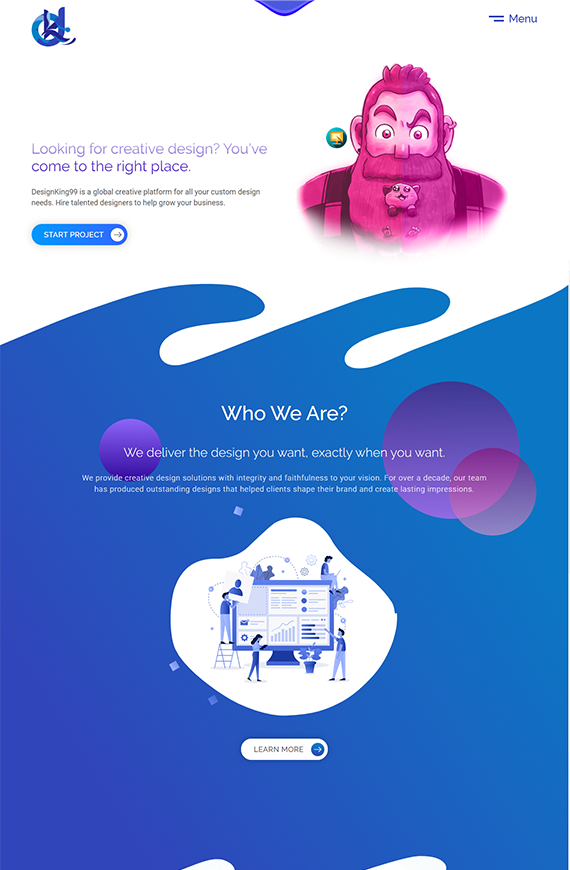 Menu
Looking for creative design? You've
come to the right place.
DesignKing99 is a global creative platform for all your custom design
needs. Hire talented designers to help grow your business.
START PROJECT
Who We Are?
We deliver the design you want, exactly when you want.
We provide creative design solutions with integrity and faithfulness to your vision. For over a decade, our team
has produced outstanding designs that helped clients shape their brand and create lasting impressions.
LEARN MORE